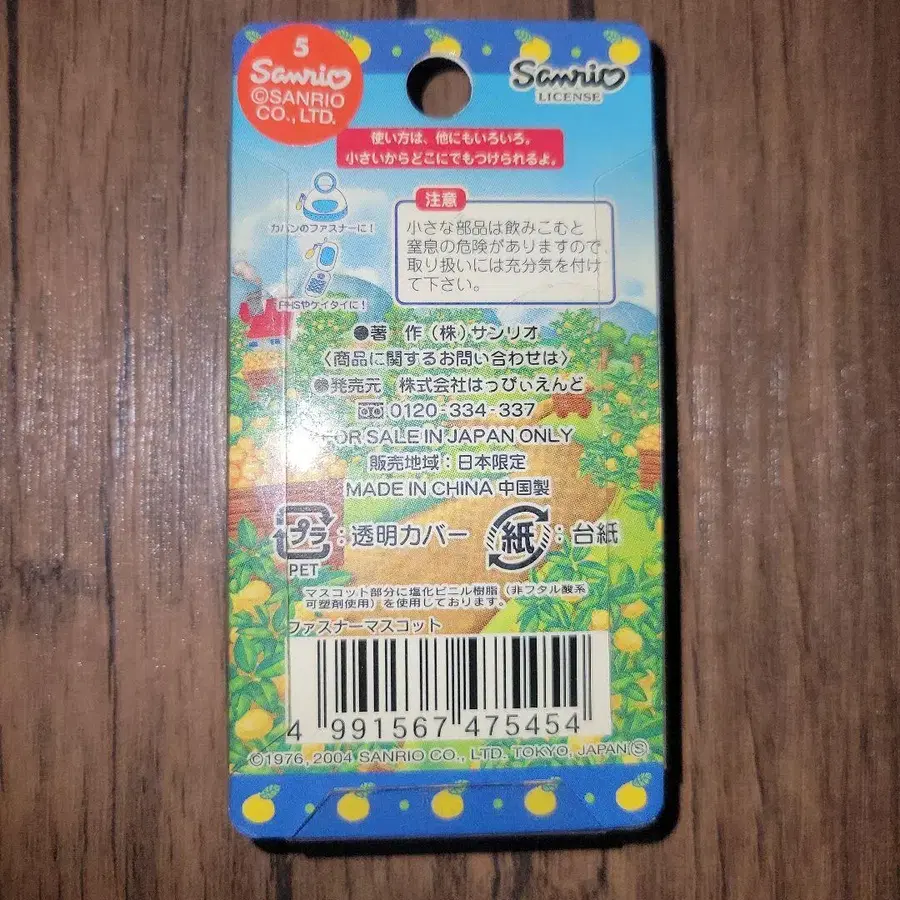 5
Sanrio
©SANRIO
CO., LTD.
Sanrio
LICENSE
使い方は、他にもいろいろ。
小さいからどこにでもつけられるよ。
注意
小さな部品は飲みこむと
窒息の危険がありますので、
取り扱いには充分気を付け
て下さい。
カバンのファスナーに!
PHSやケイタイに!
●著 作 (株)サンリオ
〈商品に関するお問い合わせは〉
●発売元 株式会社はっぴぃえんど
0120-334-337
FOR SALE IN JAPAN ONLY
販売地域:日本限定
MADE IN CHINA 中国製
プラ:透明カバー 紙:台紙
PET
マスコット部分に塩化ビニル樹脂(非フタル酸系
可塑剤使用)を使用しております。
ファスナーマスコット
4 991567 475454
©1976, 2004 SANRIO CO., LTD. TOKYO, JAPAN Ⓢ